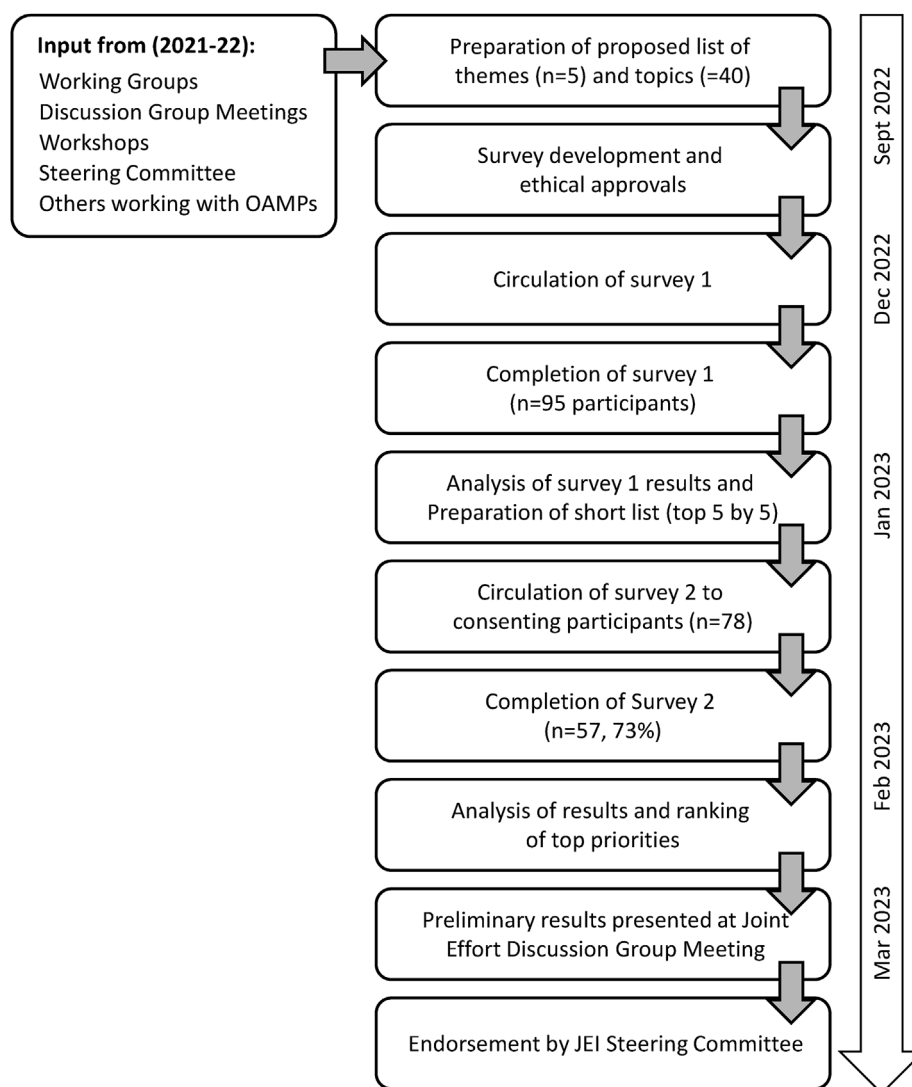 Input from (2021-22):
Working Groups
Discussion Group Meetings
Workshops
Steering Committee
Others working with OAMPs
Preparation of proposed list of
themes (n=5) and topics (=40)
Survey development and
ethical approvals
Circulation of survey 1
Completion of survey 1
(n=95 participants)
Analysis of survey 1 results and
Preparation of short list (top 5 by 5)
Circulation of survey 2 to
consenting participants (n=78)
Completion of Survey 2
(n=57, 73%)
Analysis of results and ranking
of top priorities
Preliminary results presented at Joint
Effort Discussion Group Meeting
Endorsement by JEI Steering Committee
Sept 2022
Dec 2022
Jan 2023
Feb 2023
Mar 2023